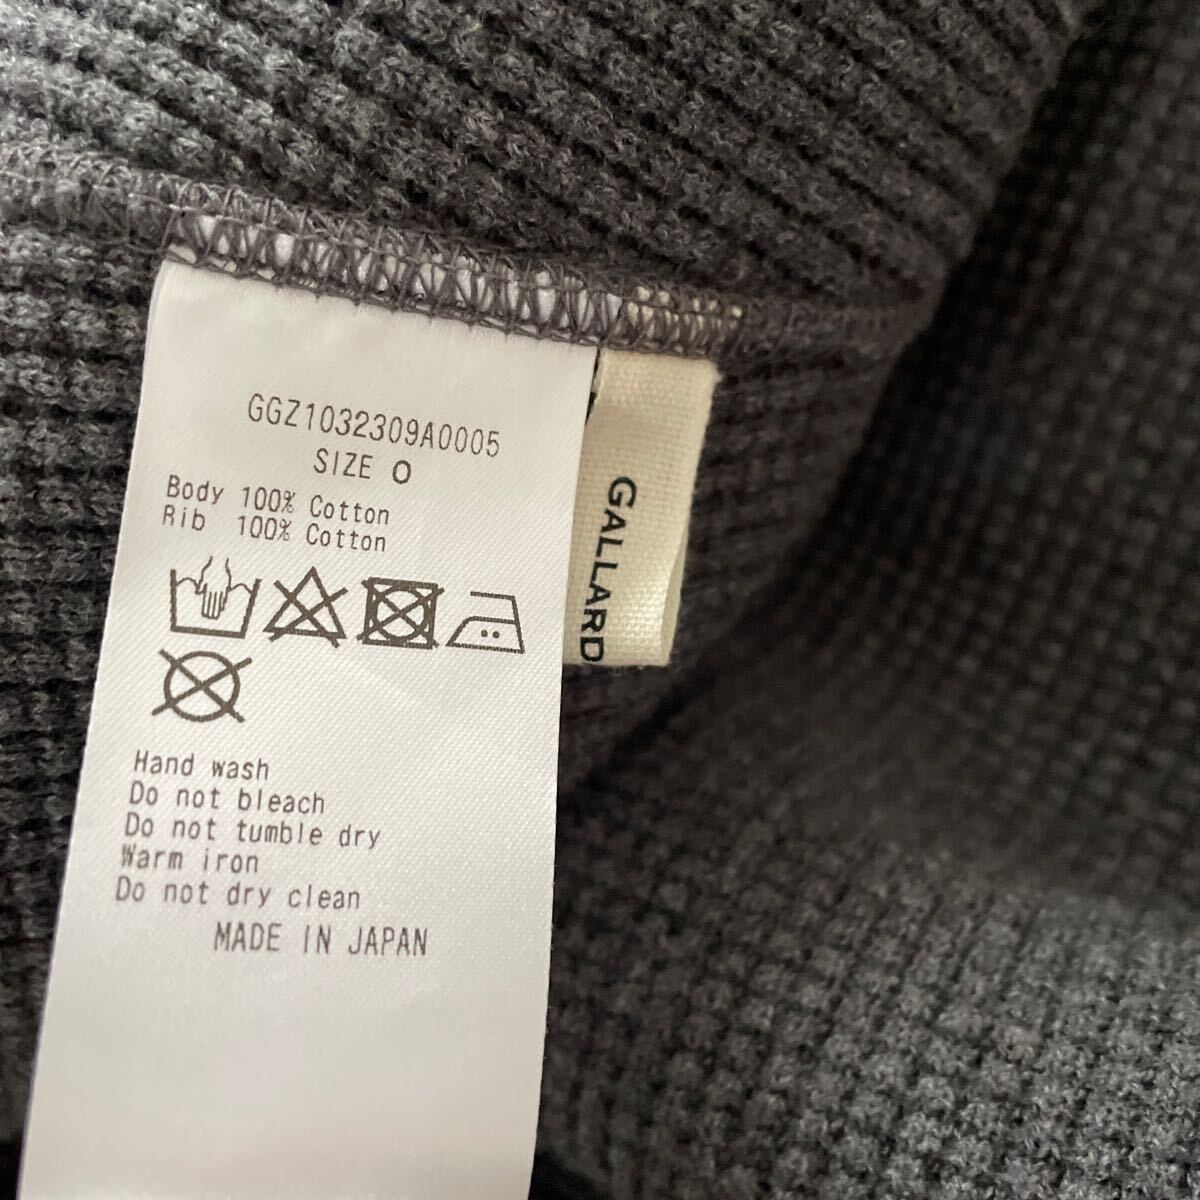 GGZ1032309A0005
SIZE 0
Body 100% Cotton
Rib 100% Cotton
Hand wash
Do not bleach
Do not tumble dry
Warm iron
Do not dry clean
MADE IN JAPAN
GALLARD